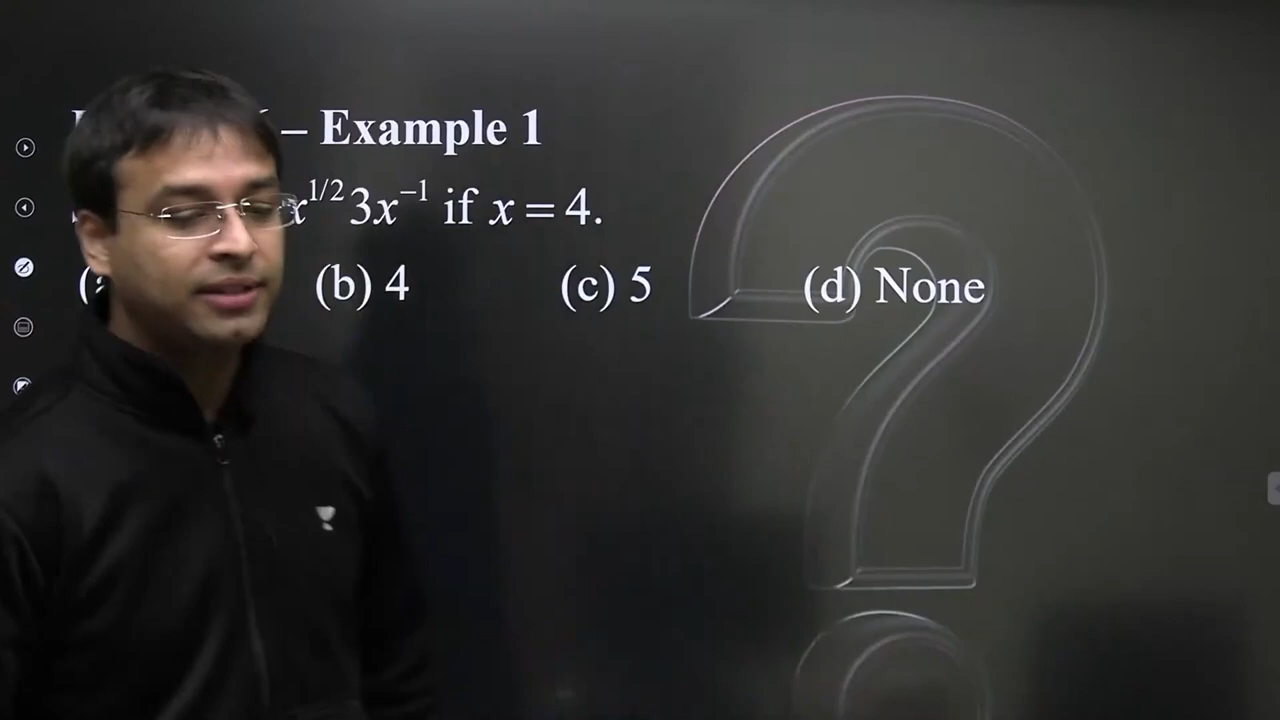 – Example 1
x^{1/2} 3x^{−1} if x = 4.
(b) 4 (c) 5 (d) None